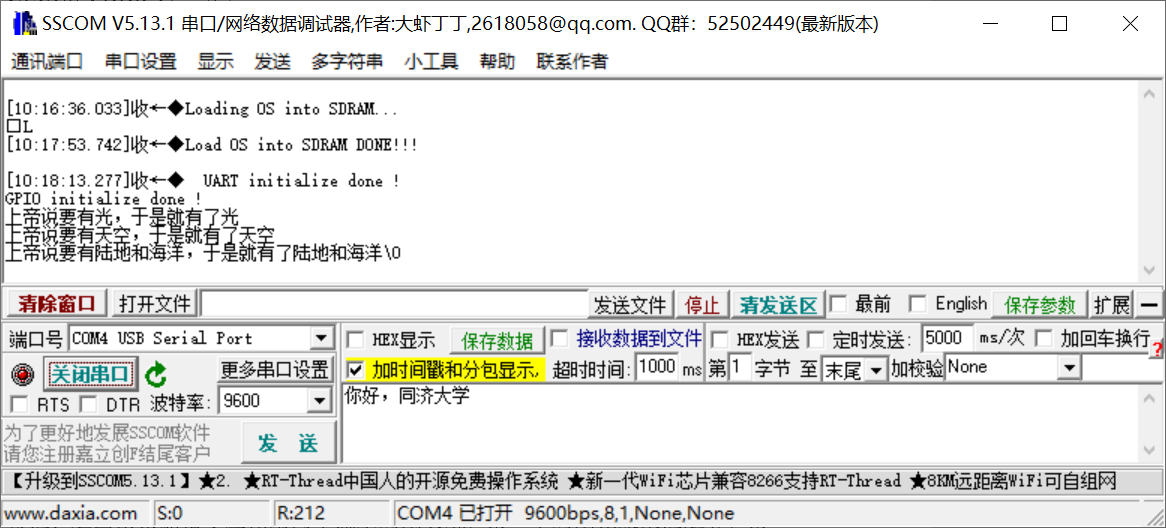 SSCOM V5.13.1 串口/网络数据调试器,作者:大虾丁丁,2618058@qq.com. QQ群：52502449(最新版本)
通讯端口 串口设置 显示 发送 多字符串 小工具 帮助 联系作者
[10:16:36.033]收←◆Loading OS into SDRAM...
□L
[10:17:53.742]收←◆Load OS into SDRAM DONE!!!
[10:18:13.277]收←◆ UART initialize done !
GPIO initialize done !
上帝说要有光，于是就有了光
上帝说要有天空，于是就有了天空
上帝说要有陆地和海洋，于是就有了陆地和海洋\0
清除窗口 打开文件 发送文件 停止 清发送区 最前 English 保存参数 扩展 —
端口号 COM4 USB Serial Port HEX显示 保存数据 接收数据到文件 HEX发送 定时发送: 5000 ms/次 加回车换行 ?
关闭串口 更多串口设置 加时间戳和分包显示, 超时时间: 1000 ms 第1 字节 至 末尾 加校验 None
RTS DTR 波特率: 9600
你好，同济大学
为了更好地发展SSCOM软件
请您注册嘉立创F结尾客户
发 送
【升级到SSCOM5.13.1】★2. ★RT-Thread中国人的开源免费操作系统 ★新一代WiFi芯片兼容8266支持RT-Thread ★8KM远距离WiFi可自组网
www.daxia.com S:0 R:212 COM4 已打开 9600bps,8,1,None,None